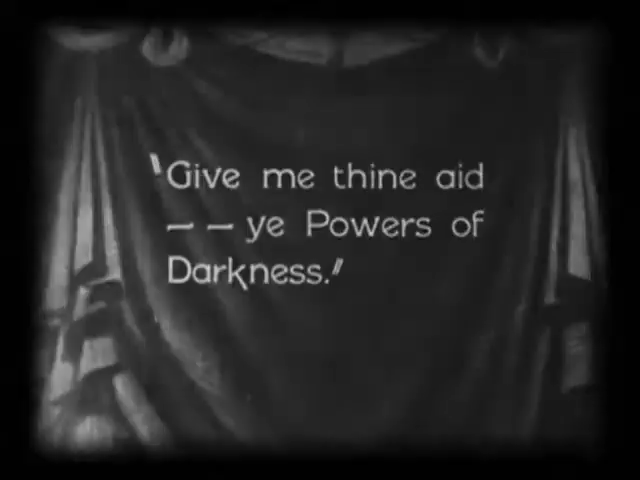 "Give me thine aid
— — ye Powers of
Darkness."